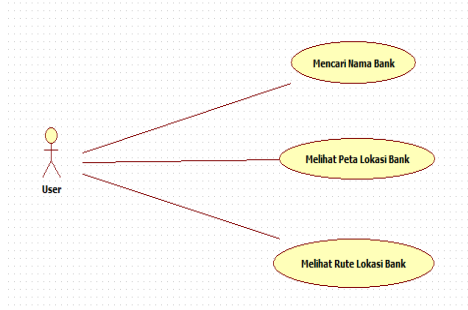 Mencari Nama Bank
Melihat Peta Lokasi Bank
User
Melihat Rute Lokasi Bank